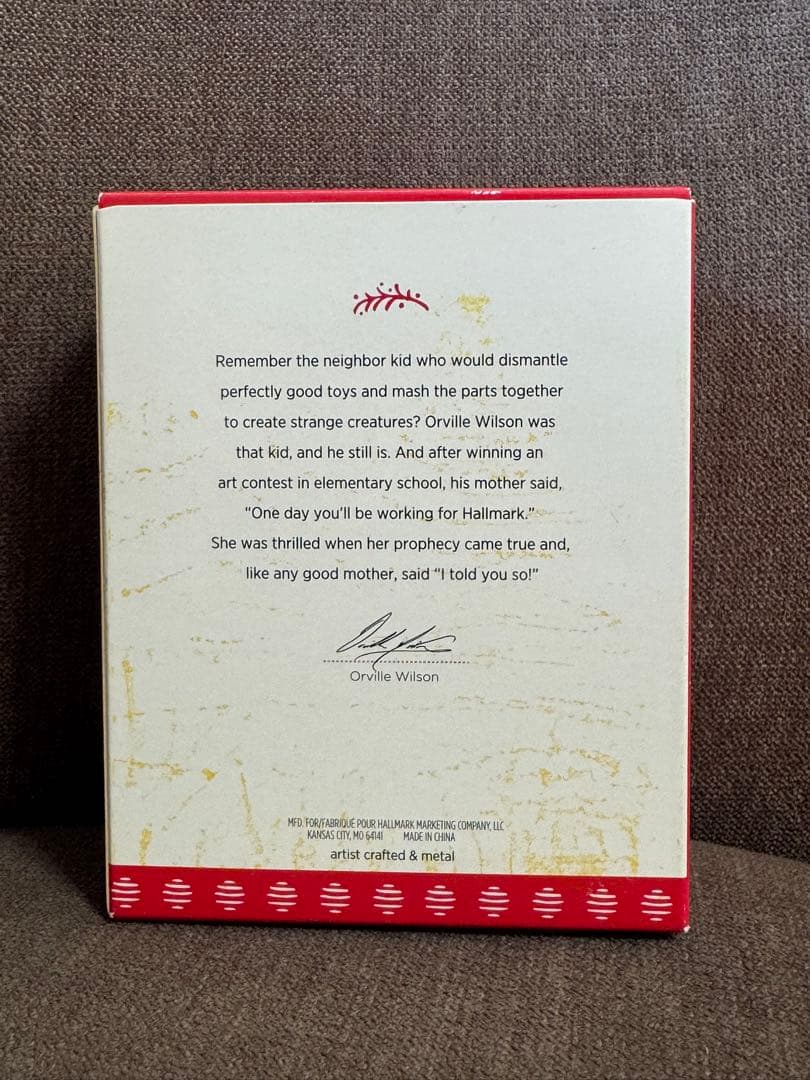 Remember the neighbor kid who would dismantle
perfectly good toys and mash the parts together
to create strange creatures? Orville Wilson was
that kid, and he still is. And after winning an
art contest in elementary school, his mother said,
“One day you’ll be working for Hallmark.”
She was thrilled when her prophecy came true and,
like any good mother, said “I told you so!”
Orville Wilson
Orville Wilson
MFD. FOR/FABRIQUÉ POUR HALLMARK MARKETING COMPANY, LLC
KANSAS CITY, MO 64141 MADE IN CHINA
artist crafted & metal